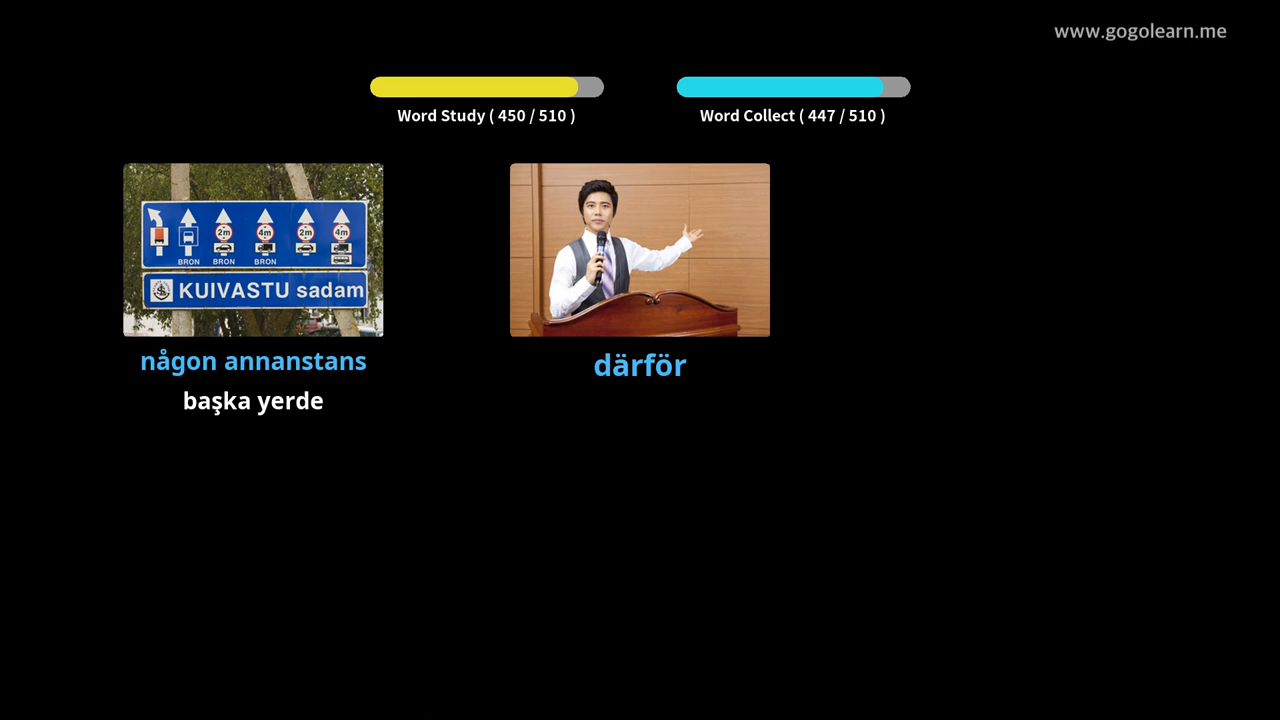 www.gogolearn.me
Word Study ( 450 / 510 )
Word Collect ( 447 / 510 )
2m
4m
2m
4m
BRON
BRON
BRON
KUIVASTU sadam
någon annanstans
därför
başka yerde